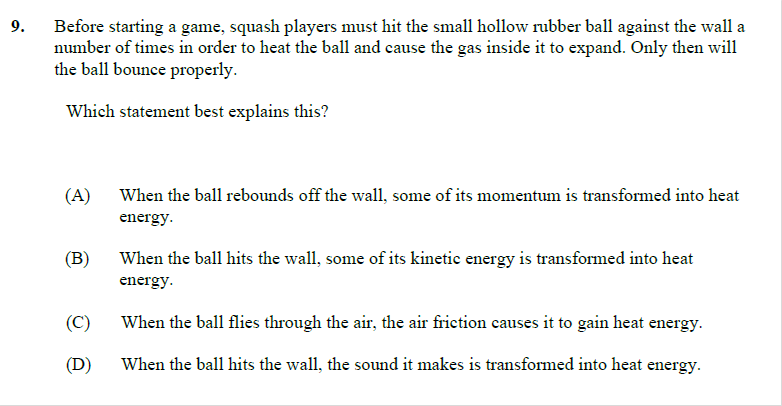 9. Before starting a game, squash players must hit the small hollow rubber ball against the wall a
number of times in order to heat the ball and cause the gas inside it to expand. Only then will
the ball bounce properly.
Which statement best explains this?
(A) When the ball rebounds off the wall, some of its momentum is transformed into heat
energy.
(B) When the ball hits the wall, some of its kinetic energy is transformed into heat
energy.
(C) When the ball flies through the air, the air friction causes it to gain heat energy.
(D) When the ball hits the wall, the sound it makes is transformed into heat energy.